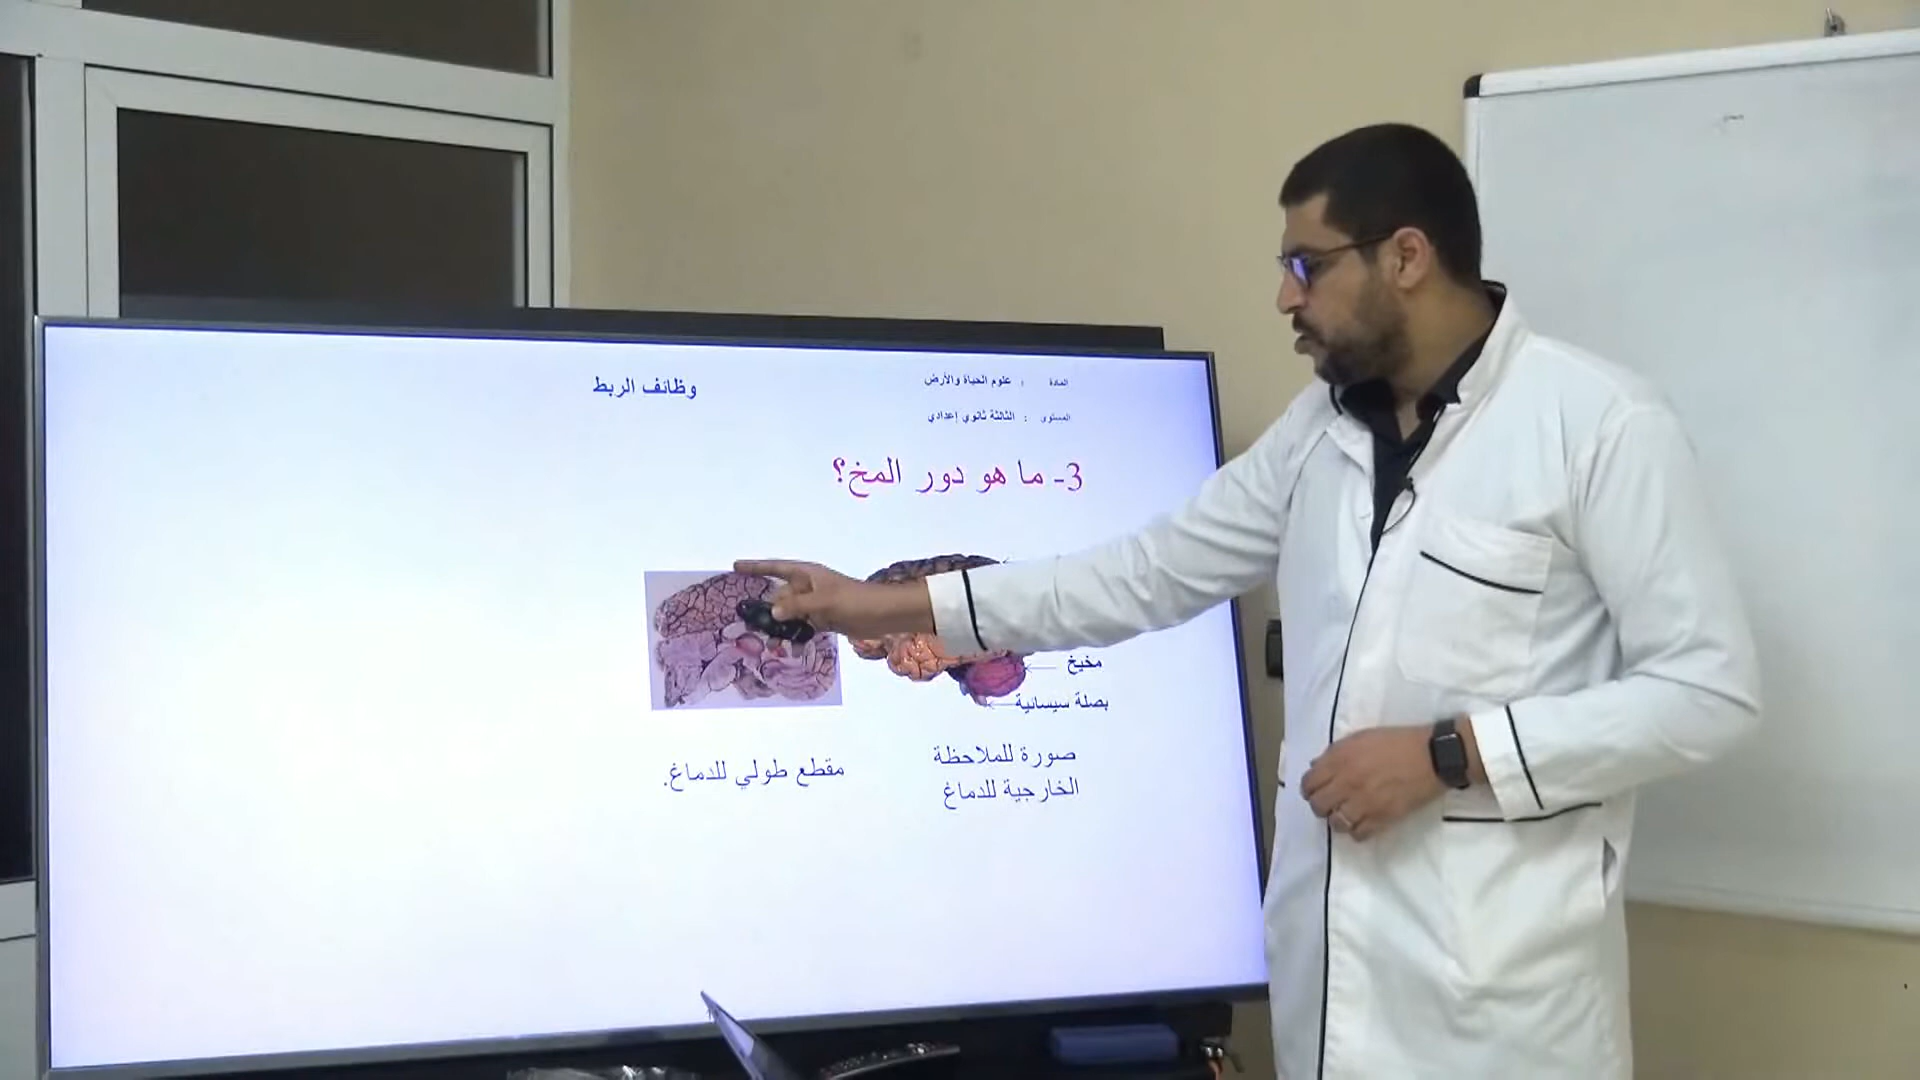 المادة : علوم الحياة والأرض
وظائف الربط
المستوى : الثالثة ثانوي إعدادي
3- ما هو دور المخ؟
مخيخ
بصلة سيسائية
صورة للملاحظة
الخارجية للدماغ
مقطع طولي للدماغ.